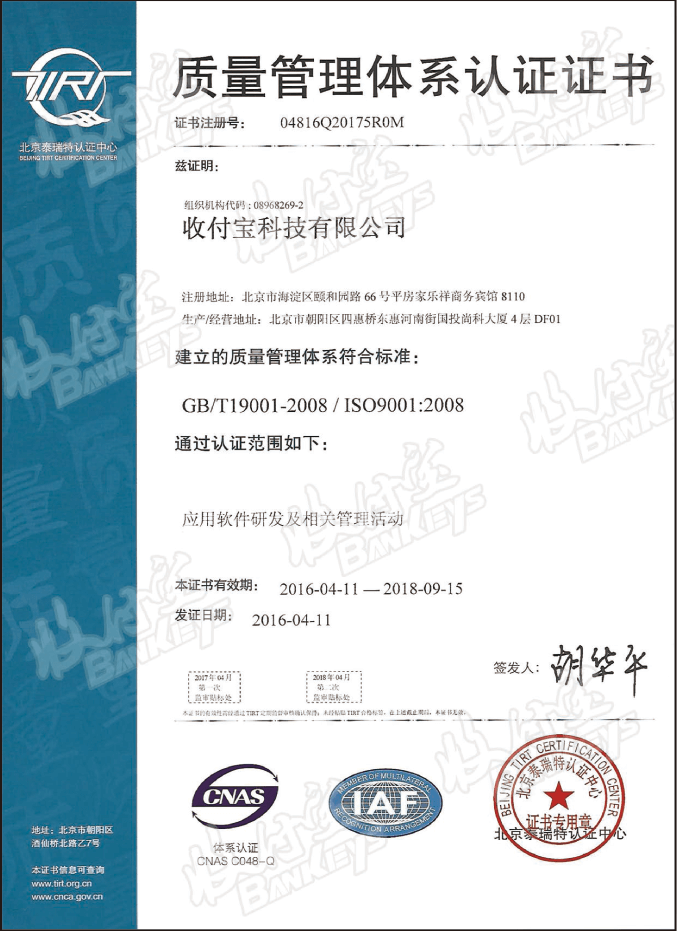 TIRT
北京泰瑞特认证中心
BEIJING TIRT CERTIFICATION CENTER
质量管理体系认证证书
证书注册号： 04816Q20175R0M
兹证明：
组织机构代码：08968269-2
收付宝科技有限公司
注册地址：北京市海淀区颐和园路 66 号平房家乐祥商务宾馆 8110
生产/经营地址：北京市朝阳区四惠桥东惠河南街国投尚科大厦 4 层 DF01
建立的质量管理体系符合标准：
GB/T19001-2008 / ISO9001:2008
通过认证范围如下：
应用软件研发及相关管理活动
本证书有效期： 2016-04-11 — 2018-09-15
发证日期： 2016-04-11
签发人：胡华平
2017年04月
第一次
监审贴标处
2018年04月
第二次
监审贴标处
CNAS
体系认证
CNAS C048-Q
MEMBER OF MULTILATERAL
IAF
RECOGNITION ARRANGEMENT
BEIJING TIRT CERTIFICATION CENTER
北京泰瑞特认证中心
证书专用章
北京泰瑞特认证中心
地址：北京市朝阳区
酒仙桥北路乙7号
本证书信息可查询
www.tirt.org.cn
www.cnca.gov.cn
收付宝
BANKEYS